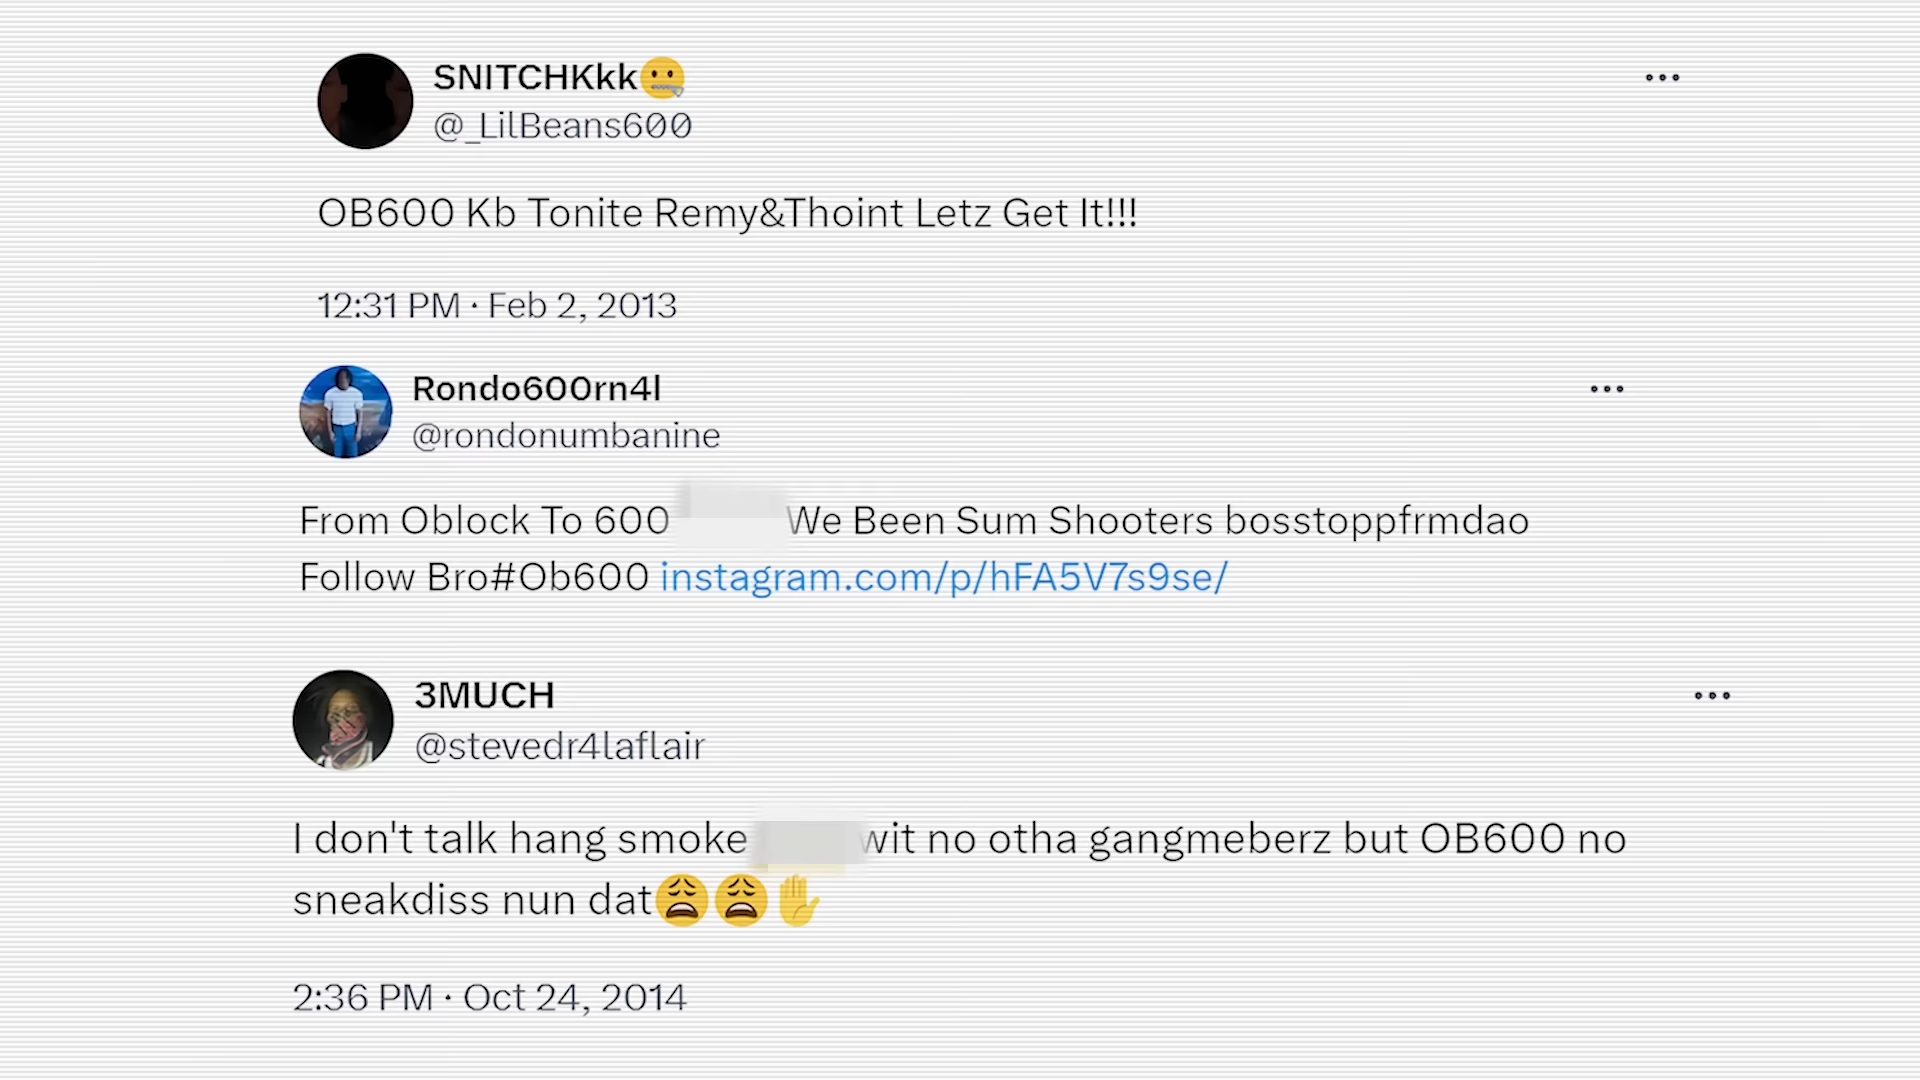 SNITCHKkk🤐
@_LilBeans600
OB600 Kb Tonite Remy&Thoint Letz Get It!!!
12:31 PM · Feb 2, 2013
Rondo600rn4l
@rondonumbanine
From Oblock To 600 We Been Sum Shooters bosstoppfrmdao
Follow Bro#Ob600 instagram.com/p/hFA5V7s9se/
3MUCH
@stevedr4laflair
I don't talk hang smoke wit no otha gangmeberz but OB600 no
sneakdiss nun dat😩😩✋
2:36 PM · Oct 24, 2014